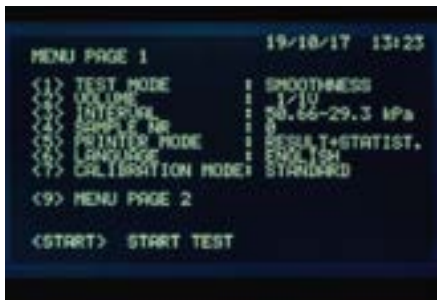 19/10/17 13:23
MENU PAGE 1
<1> TEST MODE : SMOOTHNESS
<2> VOLUME : 1/1V
<3> INTERVAL : 50.66-29.3 kPa
<4> SAMPLE NR : 0
<5> PRINTER MODE : RESULT+STATIST.
<6> LANGUAGE : ENGLISH
<7> CALIBRATION MODE: STANDARD
<9> MENU PAGE 2
<START> START TEST